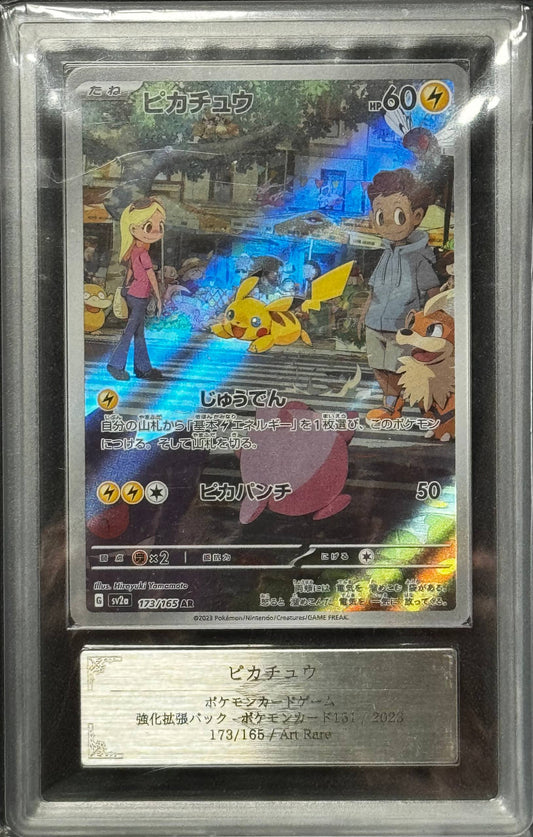 たね
ピカチュウ
HP60
じゅうでん
自分の山札から「基本エネルギー」を1枚選び、このポケモン
につける。そして山札を切る。
ピカパンチ 50
弱点 ×2 抵抗力 にげる
illus. Hiroyuki Yamamoto
G sv2a 173/165 AR
©2023 Pokémon/Nintendo/Creatures/GAME FREAK.
ピカチュウ
ポケモンカードゲーム
強化拡張パック - ポケモンカード151 / 2023
173/165 / Art Rare